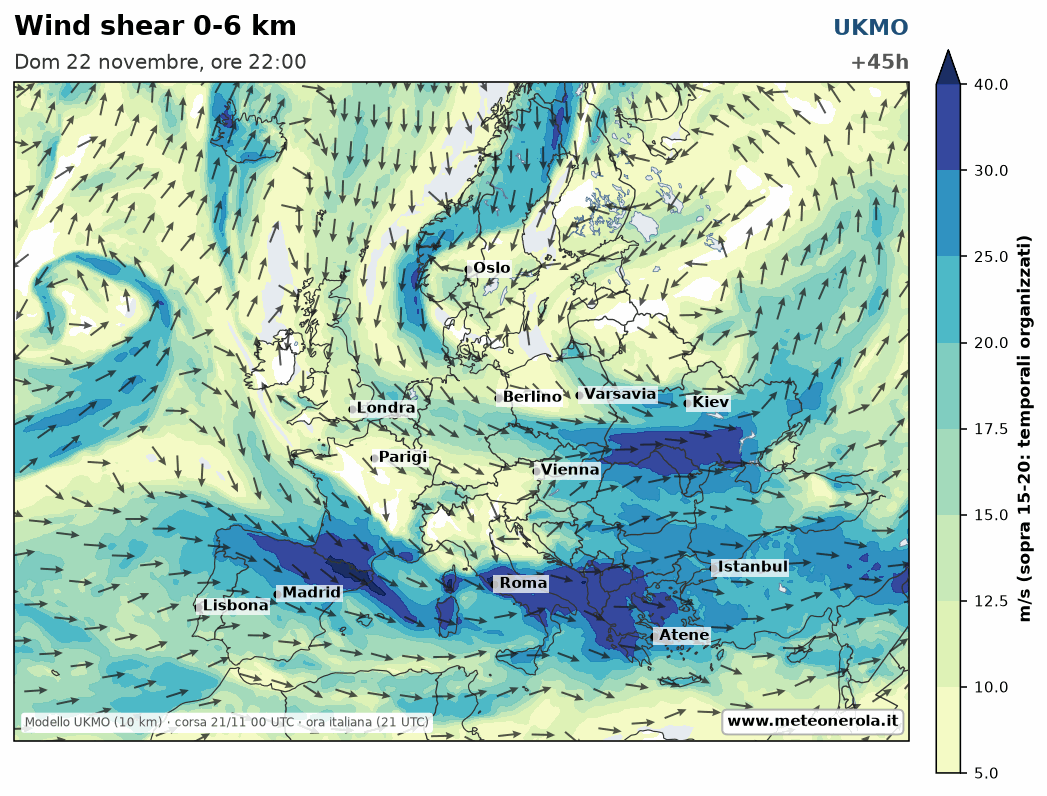 Wind shear 0-6 km
UKMO
Dom 22 novembre, ore 22:00
+45h
40.0
30.0
25.0
20.0
17.5
15.0
12.5
10.0
5.0
m/s (sopra 15-20: temporali organizzati)
Oslo
Berlino
Varsavia
Kiev
Londra
Parigi
Vienna
Istanbul
Roma
Madrid
Lisbona
Atene
Modello UKMO (10 km) · corsa 21/11 00 UTC · ora italiana (21 UTC)
www.meteonerola.it